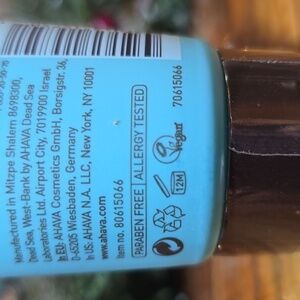 Manufactured in Mitzpe Shalem 8698300,
Dead Sea, West-Bank by AHAVA Dead Sea
Laboratories Ltd. Airport City, 7019900 Israel
In EU: AHAVA Cosmetics GmbH, Borsigstr. 36,
D-65205 Wiesbaden, Germany
In US: AHAVA N.A., LLC, New York, NY 10001
www.ahava.com
Item no. 80615066
70615066
PARABEN FREE | ALLERGY TESTED
12M
Vegan